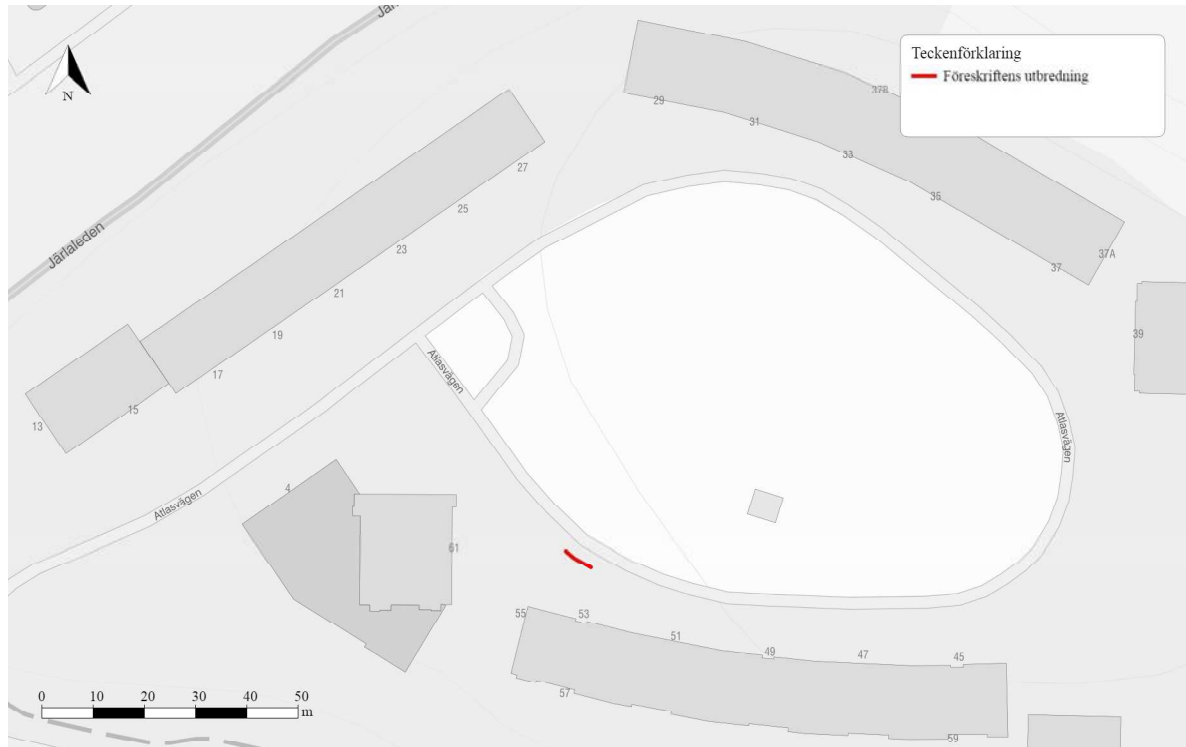 Jär
Teckenförklaring
Föreskriftens utbredning
N
29
37B
31
33
27
35
25
23
37A
37
Järlaleden
21
39
19
17
Atlasvägen
15
13
Atlasvägen
4
Atlasvägen
61
55
53
51
49
47
45
57
59
0 10 20 30 40 50
m